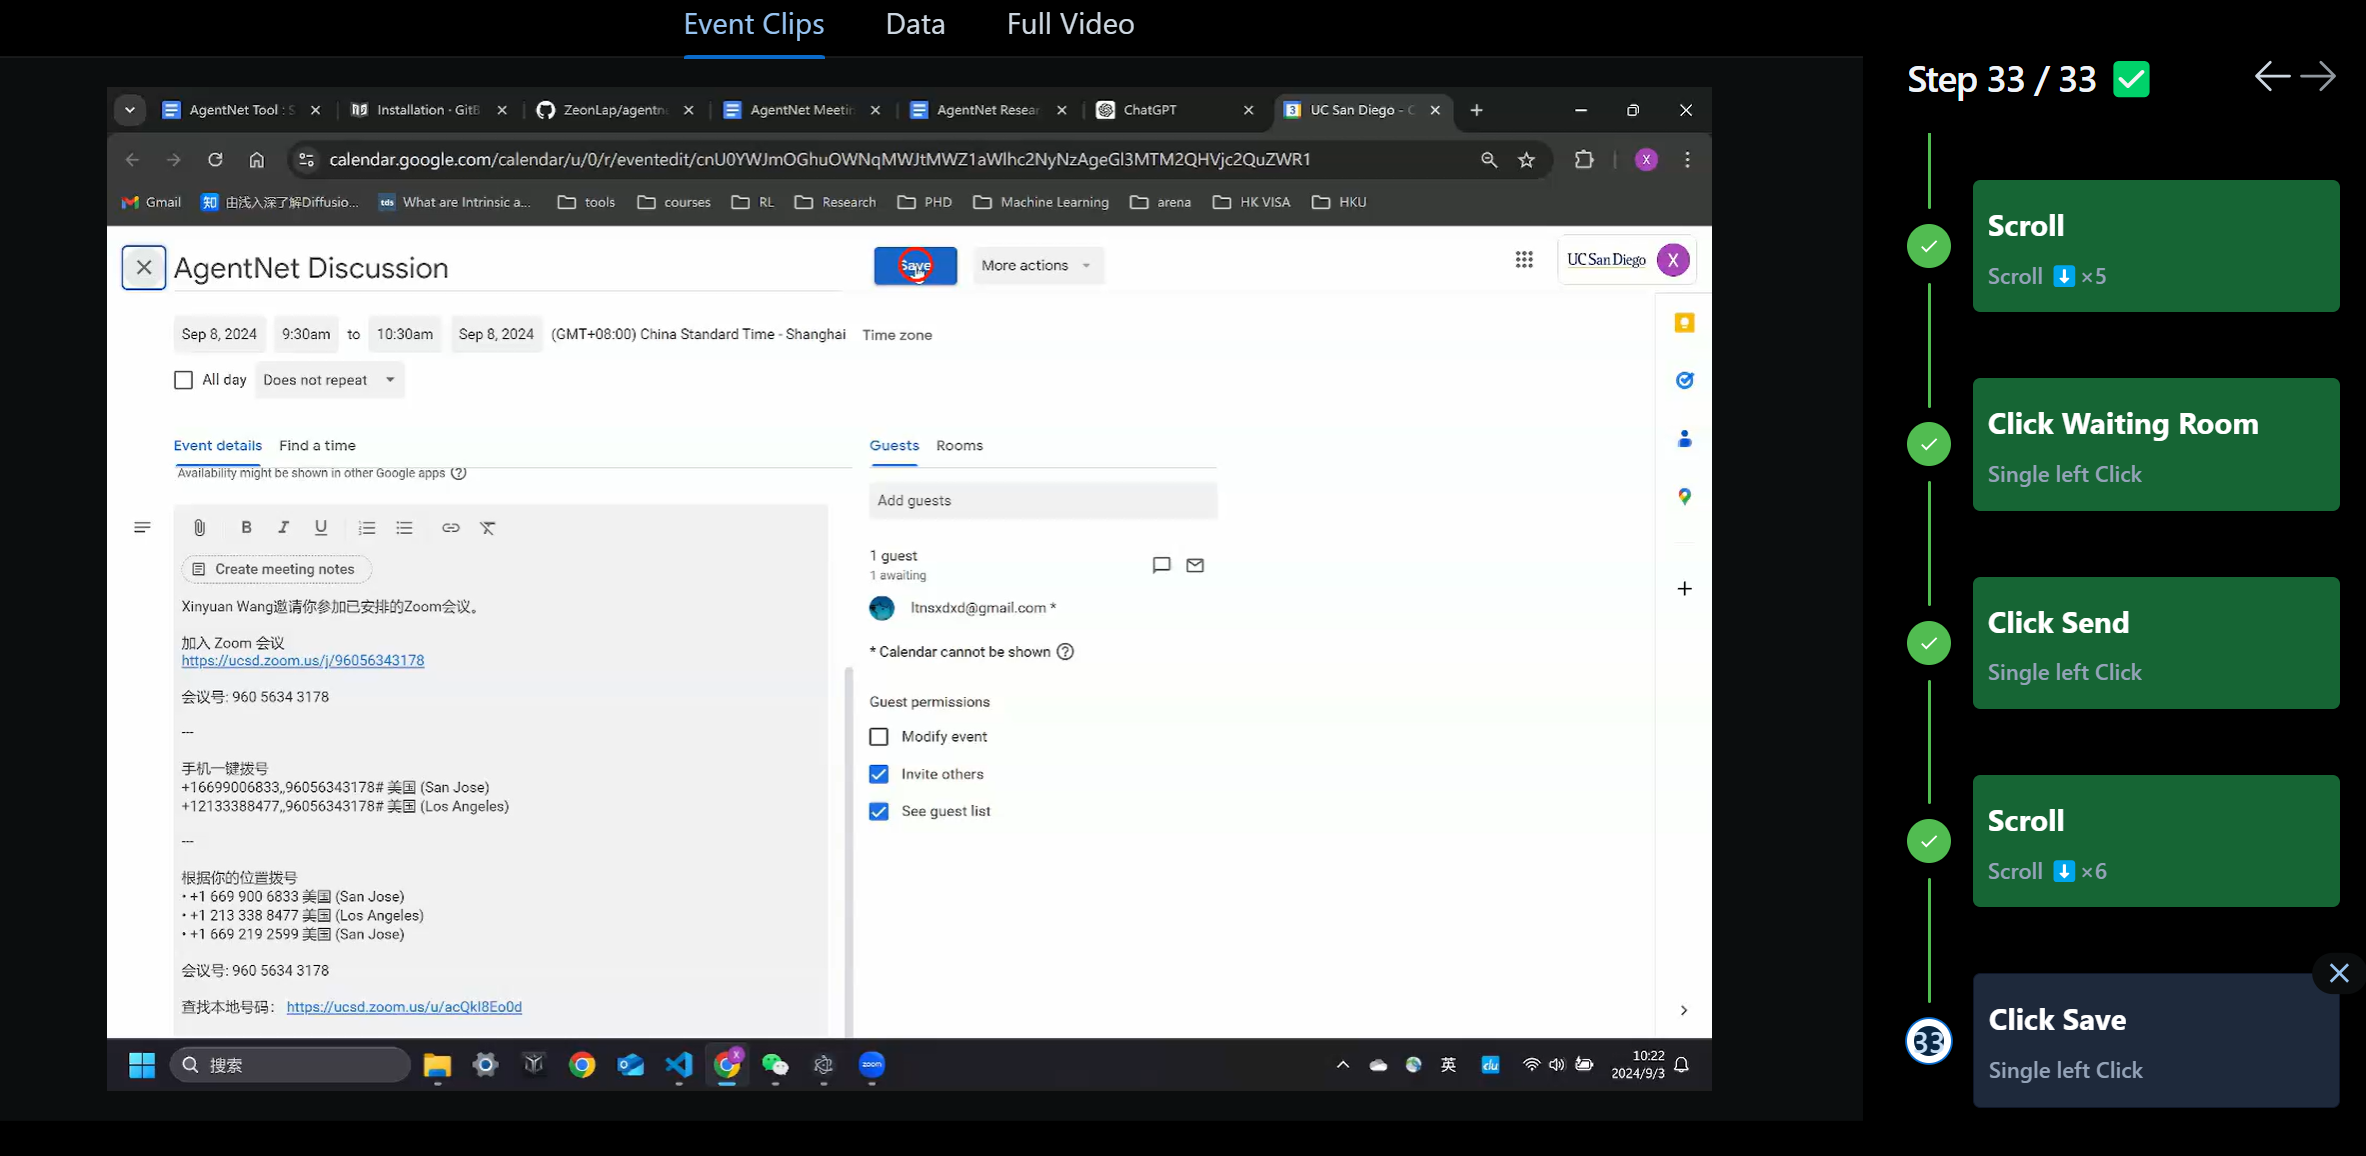 Event Clips
Data
Full Video
Step 33 / 33
AgentNet Tool : S
Installation · GitB
ZeonLap/agentn
AgentNet Meetin
AgentNet Resear
ChatGPT
UC San Diego - C
calendar.google.com/calendar/u/0/r/eventedit/cnU0YWJmOGhuOWNqMWJtMWZ1aWlhc2NyNzAgeGl3MTM2QHVjc2QuZWR1
Gmail
由浅入深了解Diffusio...
What are Intrinsic a...
tools
courses
RL
Research
PHD
Machine Learning
arena
HK VISA
HKU
AgentNet Discussion
Save
More actions
UC San Diego
X
Sep 8, 2024
9:30am
to
10:30am
Sep 8, 2024
(GMT+08:00) China Standard Time - Shanghai
Time zone
All day
Does not repeat
Event details
Find a time
Availability might be shown in other Google apps
Create meeting notes
Xinyuan Wang邀请你参加已安排的Zoom会议。
加入 Zoom 会议
https://ucsd.zoom.us/j/96056343178
会议号: 960 5634 3178
---
手机一键拨号
+16699006833,,96056343178# 美国 (San Jose)
+12133388477,,96056343178# 美国 (Los Angeles)
---
根据你的位置拨号
• +1 669 900 6833 美国 (San Jose)
• +1 213 338 8477 美国 (Los Angeles)
• +1 669 219 2599 美国 (San Jose)
会议号: 960 5634 3178
查找本地号码： https://ucsd.zoom.us/u/acQkI8Eo0d
Guests
Rooms
Add guests
1 guest
1 awaiting
ltnsxdxd@gmail.com *
* Calendar cannot be shown
Guest permissions
Modify event
Invite others
See guest list
搜索
zoom
英
du
10:22
2024/9/3
Scroll
Scroll ⬇ ×5
Click Waiting Room
Single left Click
Click Send
Single left Click
Scroll
Scroll ⬇ ×6
33
Click Save
Single left Click